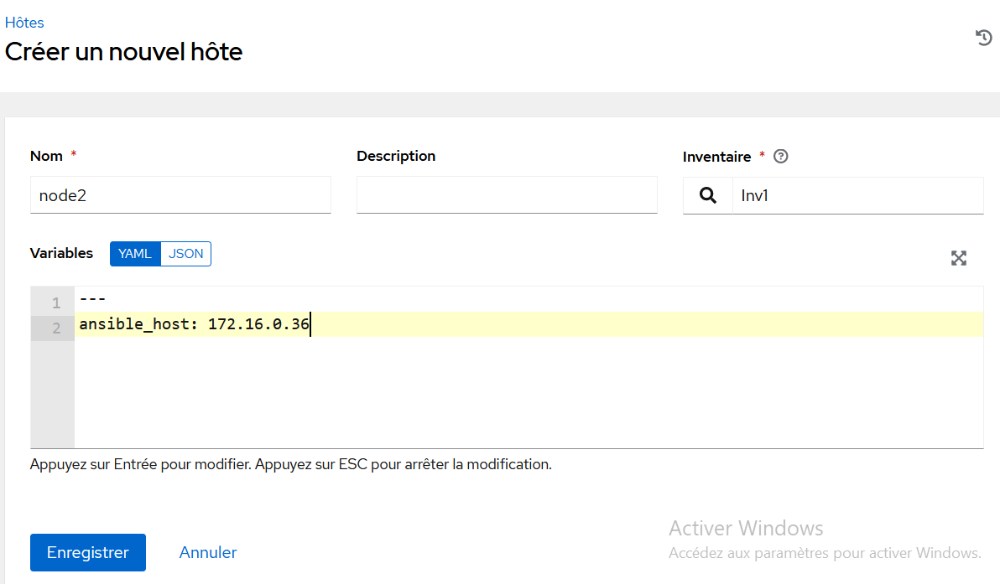 Hôtes
Créer un nouvel hôte
Nom *
Description
Inventaire *
node2
Inv1
Variables YAML JSON
1 ---
2 ansible_host: 172.16.0.36
Appuyez sur Entrée pour modifier. Appuyez sur ESC pour arrêter la modification.
Enregistrer Annuler
Activer Windows
Accédez aux paramètres pour activer Windows.